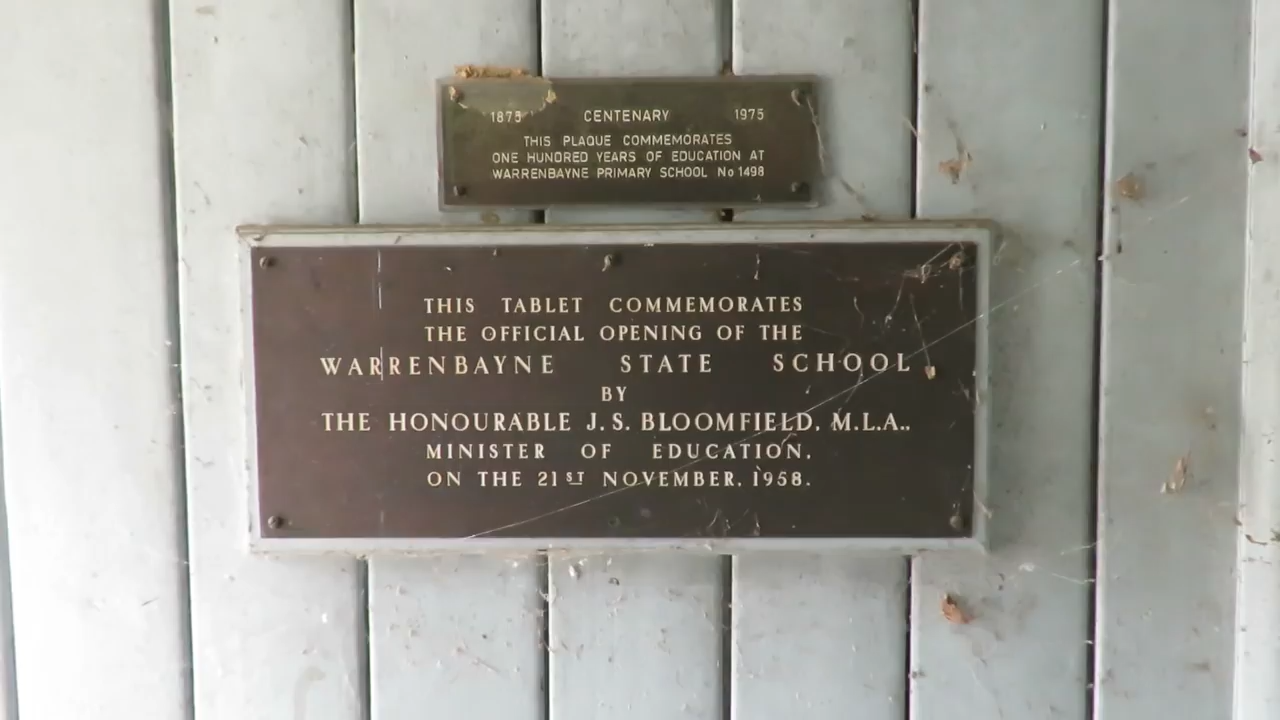 1875 CENTENARY 1975
THIS PLAQUE COMMEMORATES
ONE HUNDRED YEARS OF EDUCATION AT
WARRENBAYNE PRIMARY SCHOOL No 1498
THIS TABLET COMMEMORATES
THE OFFICIAL OPENING OF THE
WARRENBAYNE STATE SCHOOL
BY
THE HONOURABLE J. S. BLOOMFIELD, M.L.A.,
MINISTER OF EDUCATION,
ON THE 21ST NOVEMBER, 1958.